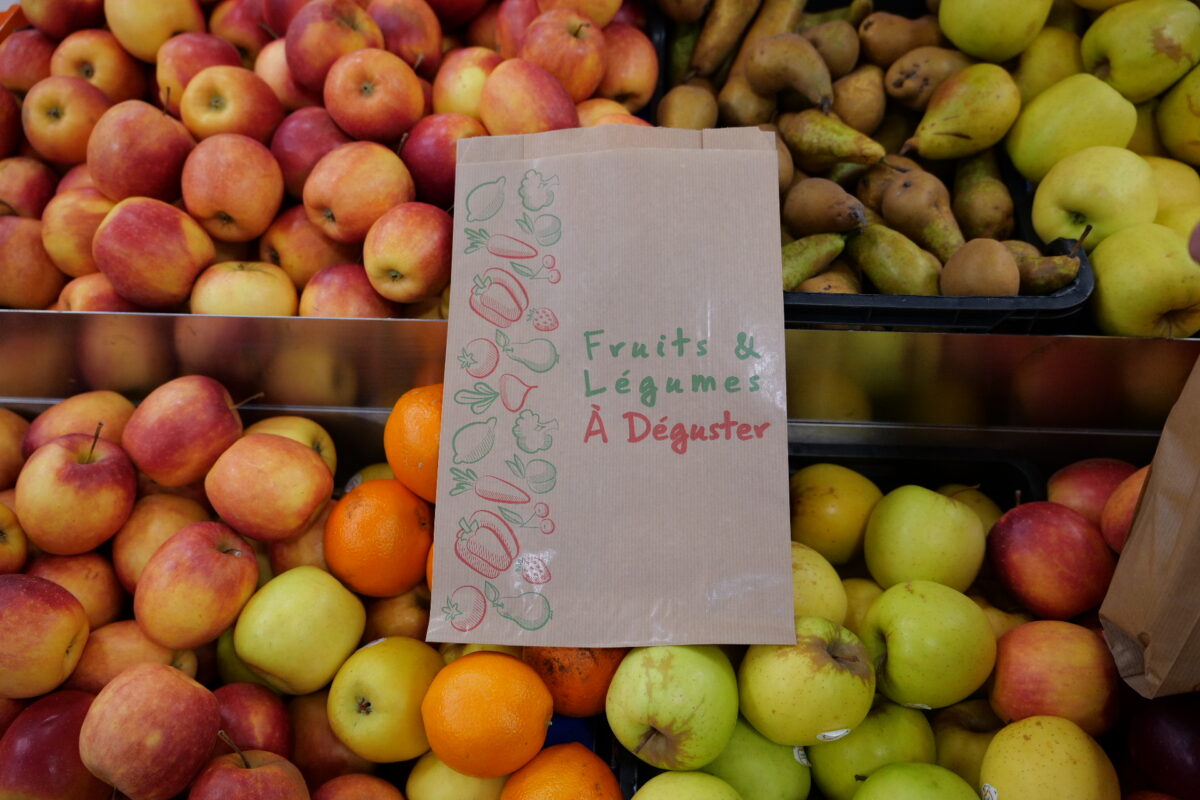 Fruits &
Légumes
À Déguster